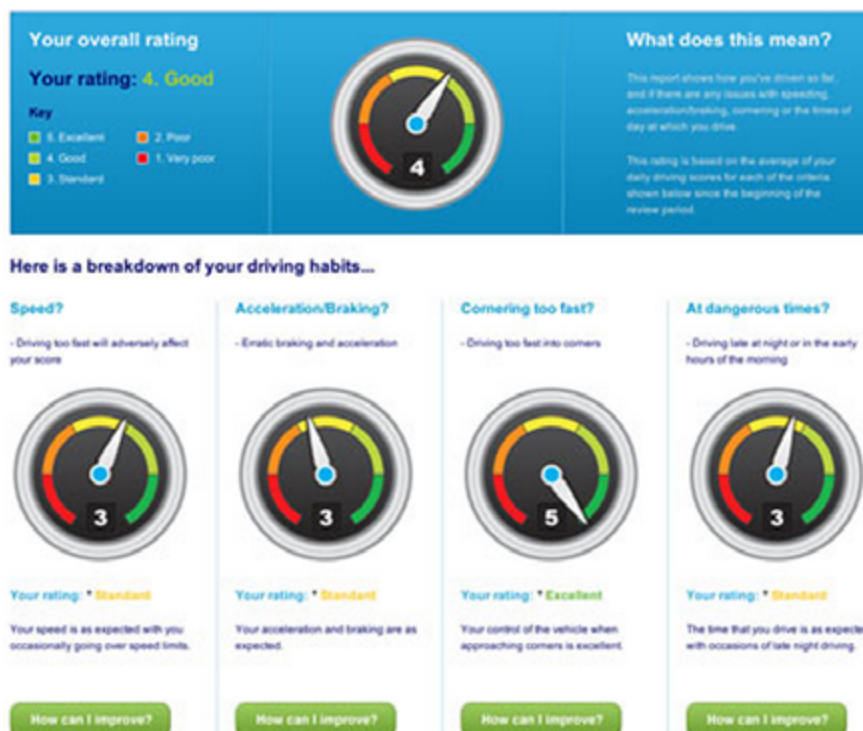 Your overall rating
Your rating: 4. Good
Key
5. Excellent
2. Poor
4. Good
1. Very poor
3. Standard
4
What does this mean?
This report shows how you've driven so far,
and if there are any issues with speeding,
acceleration/braking, cornering or the times of
day at which you drive.
This rating is based on the average of your
daily driving scores for each of the criteria
shown below since the beginning of the
review period.
Here is a breakdown of your driving habits...
Speed?
- Driving too fast will adversely affect
your score
3
Your rating: * Standard
Your speed is as expected with you
occasionally going over speed limits.
How can I improve?
Acceleration/Braking?
- Erratic braking and acceleration
3
Your rating: * Standard
Your acceleration and braking are as
expected.
How can I improve?
Cornering too fast?
- Driving too fast into corners
5
Your rating: * Excellent
Your control of the vehicle when
approaching corners is excellent.
How can I improve?
At dangerous times?
- Driving late at night or in the early
hours of the morning
3
Your rating: * Standard
The time that you drive is as expecte
with occasions of late night driving.
How can I improve?